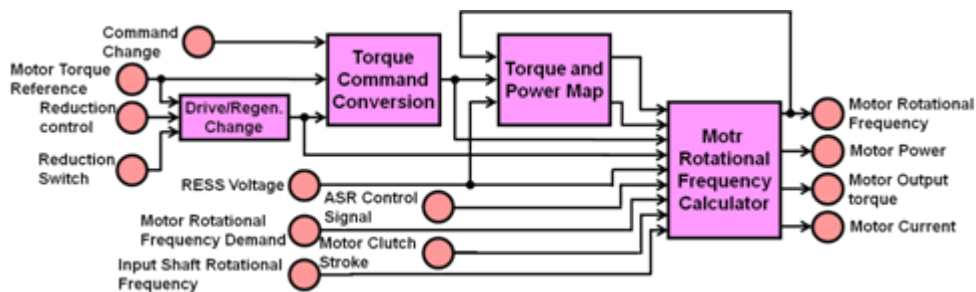 Command
Change
Motor Torque
Reference
Reduction
control
Reduction
Switch
Drive/Regen.
Change
Torque
Command
Conversion
Torque and
Power Map
Motr
Rotational
Frequency
Calculator
RESS Voltage
ASR Control
Signal
Motor Rotational
Frequency Demand
Motor Clutch
Stroke
Input Shaft Rotational
Frequency
Motor Rotational
Frequency
Motor Power
Motor Output
torque
Motor Current